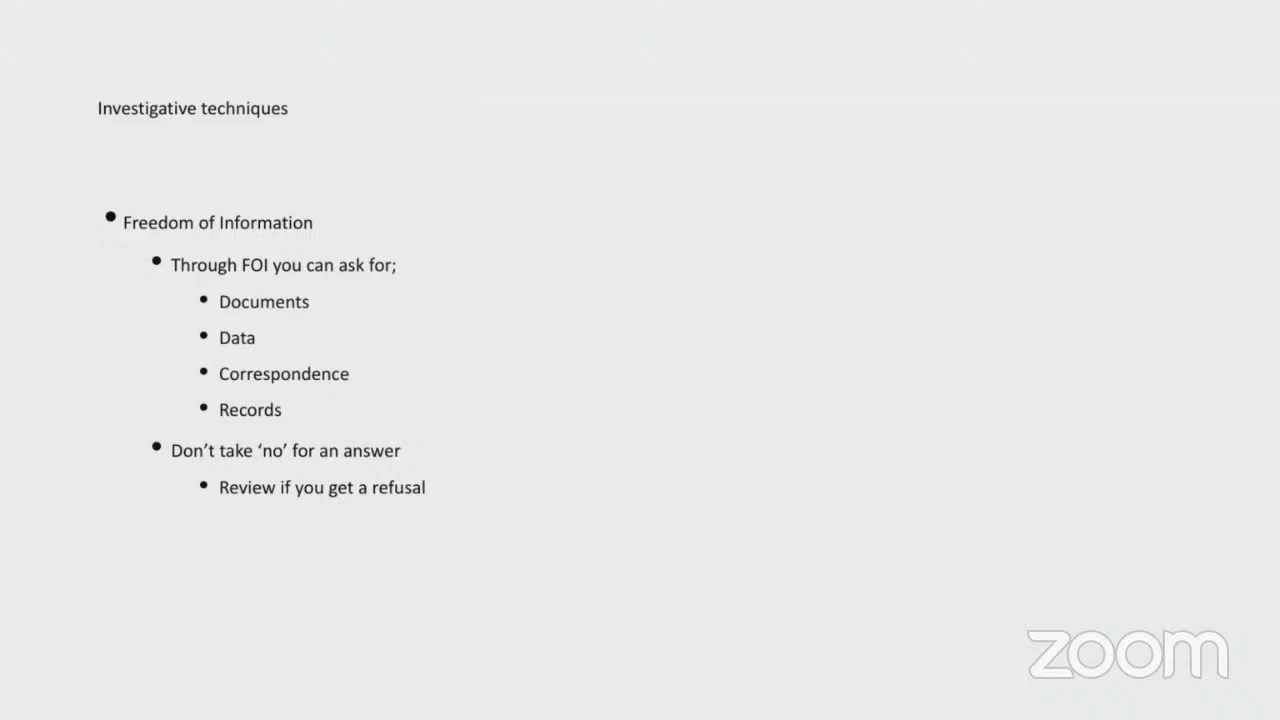 Investigative techniques
• Freedom of Information
• Through FOI you can ask for;
• Documents
• Data
• Correspondence
• Records
• Don’t take ‘no’ for an answer
• Review if you get a refusal
zoom